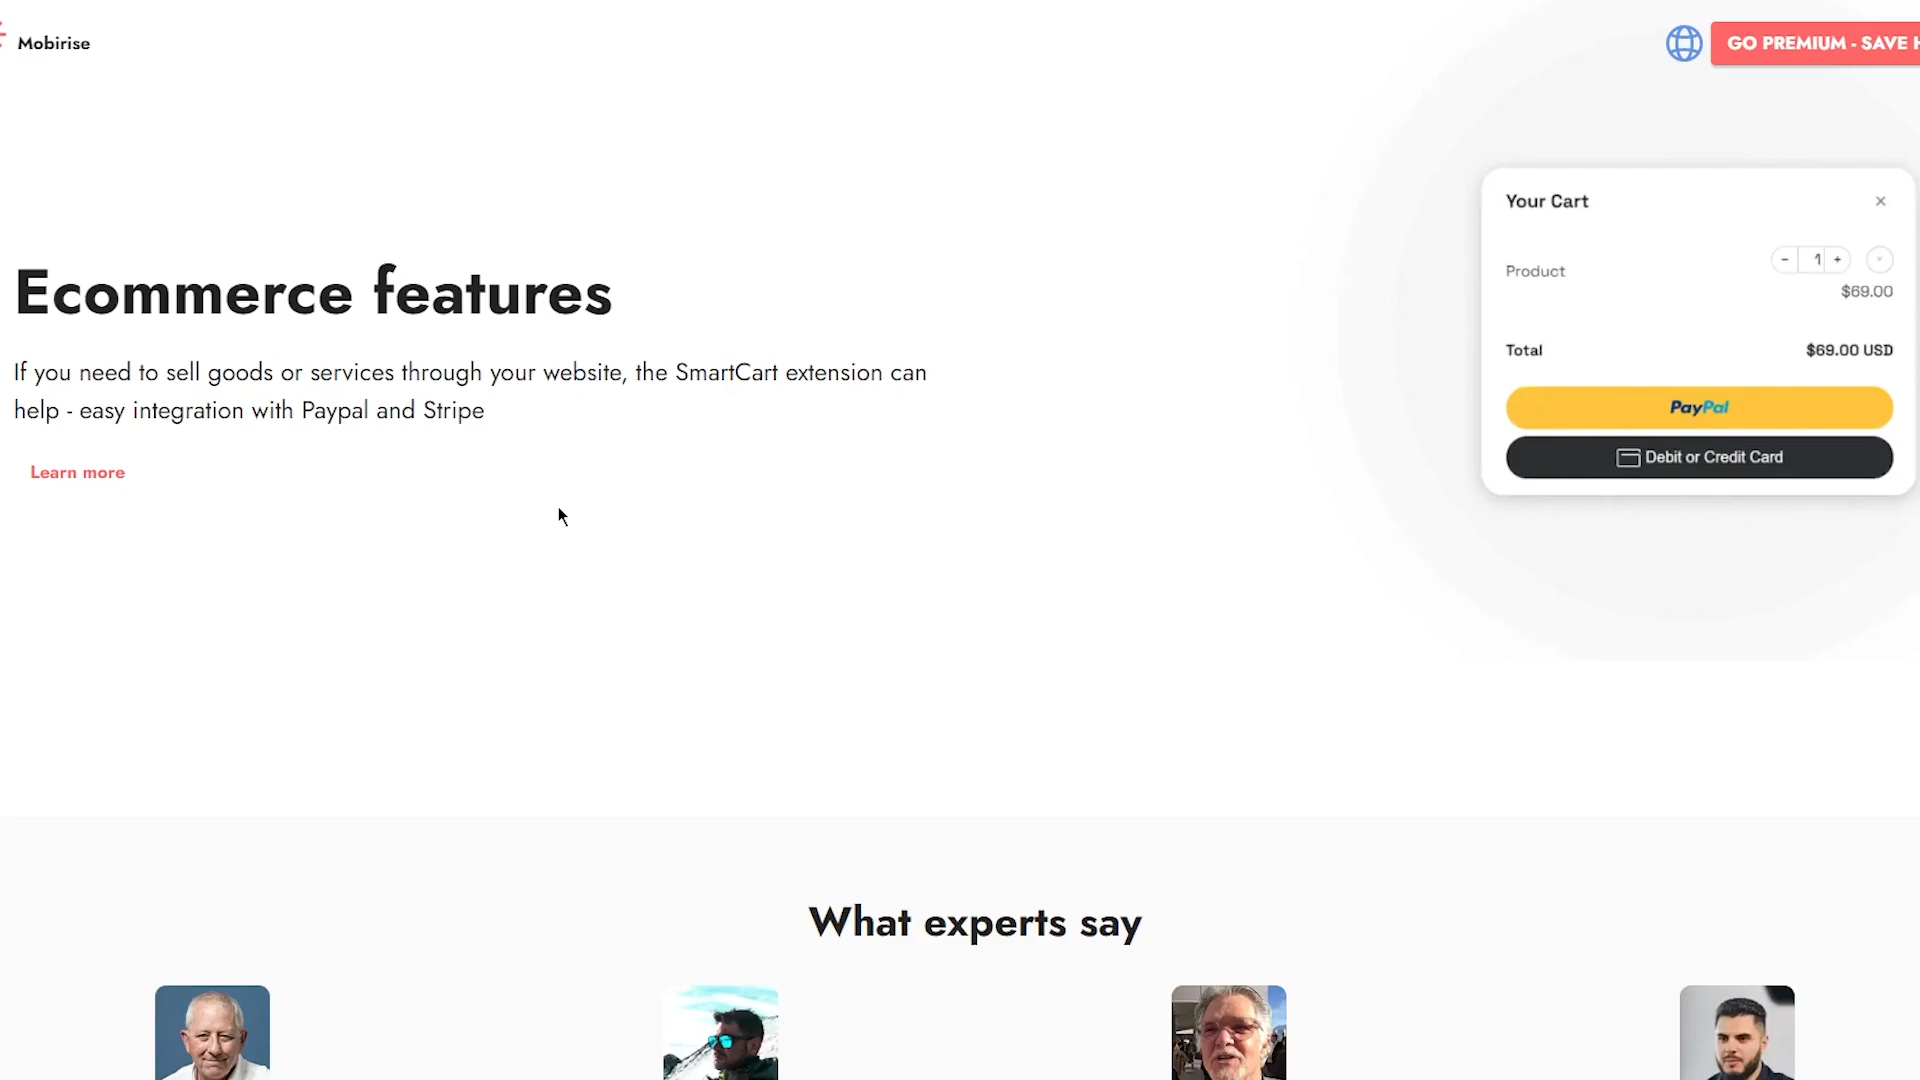 Mobirise
GO PREMIUM - SAVE
Ecommerce features
If you need to sell goods or services through your website, the SmartCart extension can
help - easy integration with Paypal and Stripe
Learn more
Your Cart
×
Product
- 1 +
×
$69.00
Total
$69.00 USD
PayPal
Debit or Credit Card
What experts say